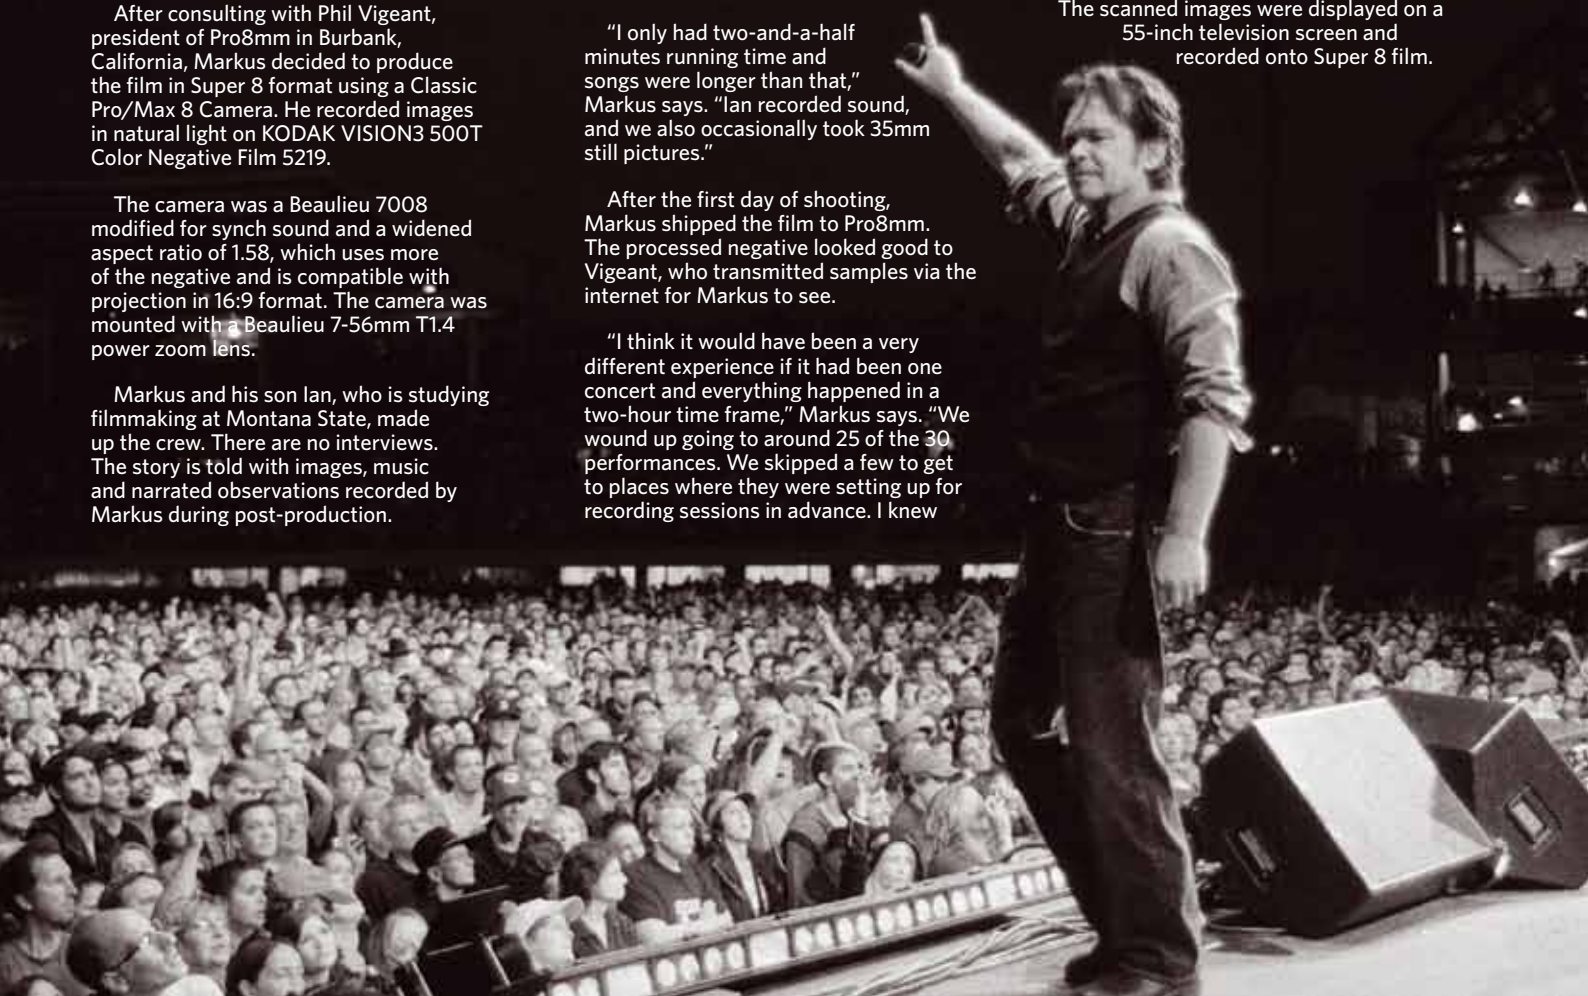 After consulting with Phil Vigeant,
president of Pro8mm in Burbank,
California, Markus decided to produce
the film in Super 8 format using a Classic
Pro/Max 8 Camera. He recorded images
in natural light on KODAK VISION3 500T
Color Negative Film 5219.
The camera was a Beaulieu 7008
modified for synch sound and a widened
aspect ratio of 1.58, which uses more
of the negative and is compatible with
projection in 16:9 format. The camera was
mounted with a Beaulieu 7-56mm T1.4
power zoom lens.
Markus and his son Ian, who is studying
filmmaking at Montana State, made
up the crew. There are no interviews.
The story is told with images, music
and narrated observations recorded by
Markus during post-production.
“I only had two-and-a-half
minutes running time and
songs were longer than that,”
Markus says. “Ian recorded sound,
and we also occasionally took 35mm
still pictures.”
After the first day of shooting,
Markus shipped the film to Pro8mm.
The processed negative looked good to
Vigeant, who transmitted samples via the
internet for Markus to see.
“I think it would have been a very
different experience if it had been one
concert and everything happened in a
two-hour time frame,” Markus says. “We
wound up going to around 25 of the 30
performances. We skipped a few to get
to places where they were setting up for
recording sessions in advance. I knew
The scanned images were displayed on a
55-inch television screen and
recorded onto Super 8 film.